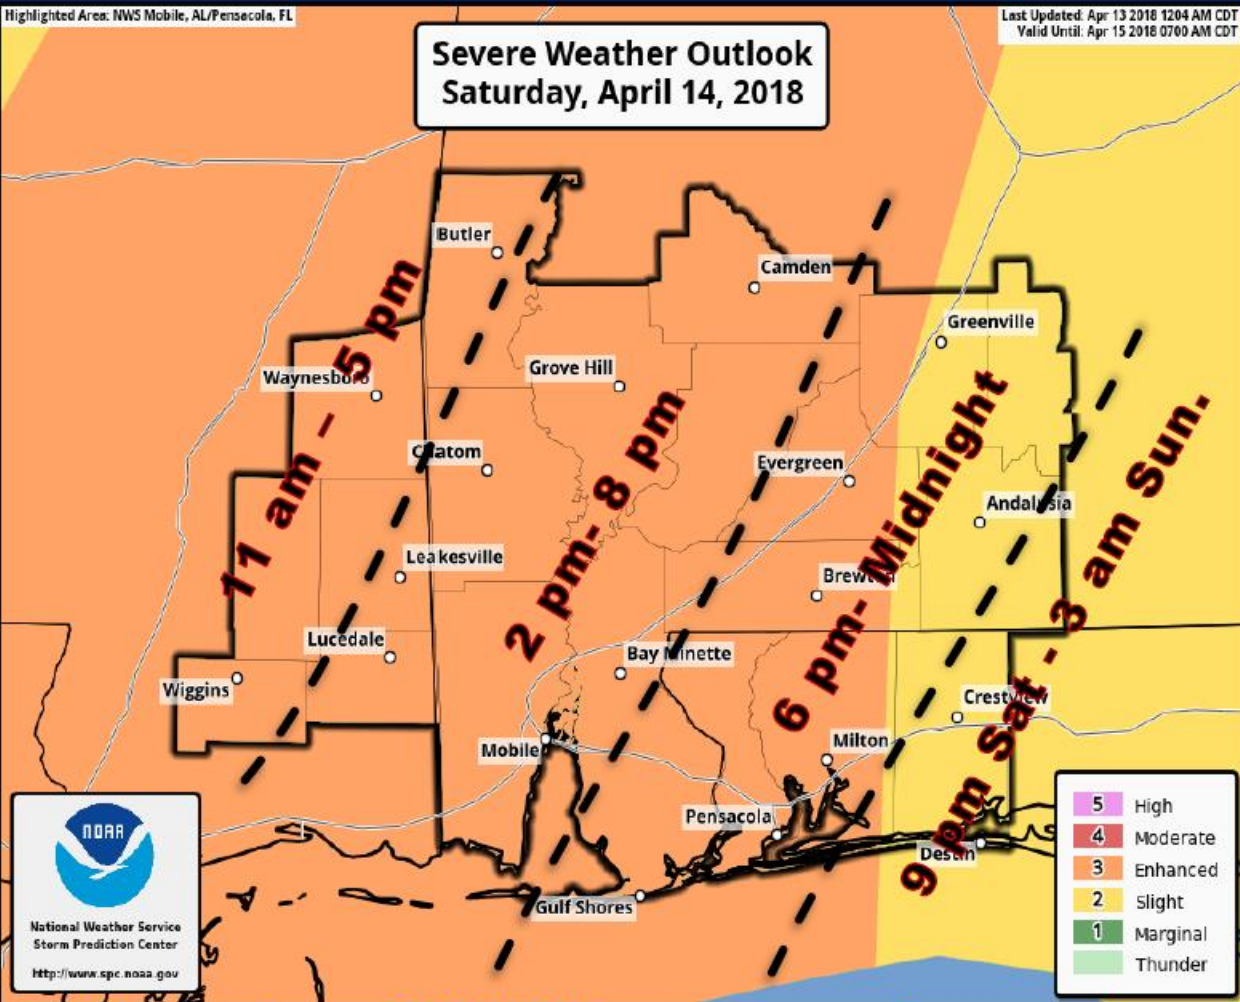 Highlighted Area: NWS Mobile, AL/Pensacola, FL
Last Updated: Apr 13 2018 1204 AM CDT
Valid Until: Apr 15 2018 0700 AM CDT
Severe Weather Outlook
Saturday, April 14, 2018
Butler
Camden
Greenville
Waynesboro
Grove Hill
Chatom
Evergreen
Andalusia
Leakesville
Brewton
Lucedale
Bay Minette
Wiggins
Crestview
Mobile
Milton
Pensacola
Destin
Gulf Shores
11 am - 5 pm
2 pm- 8 pm
6 pm- Midnight
9 pm Sat - 3 am Sun.
NOAA
National Weather Service
Storm Prediction Center
http://www.spc.noaa.gov
5 High
4 Moderate
3 Enhanced
2 Slight
1 Marginal
Thunder